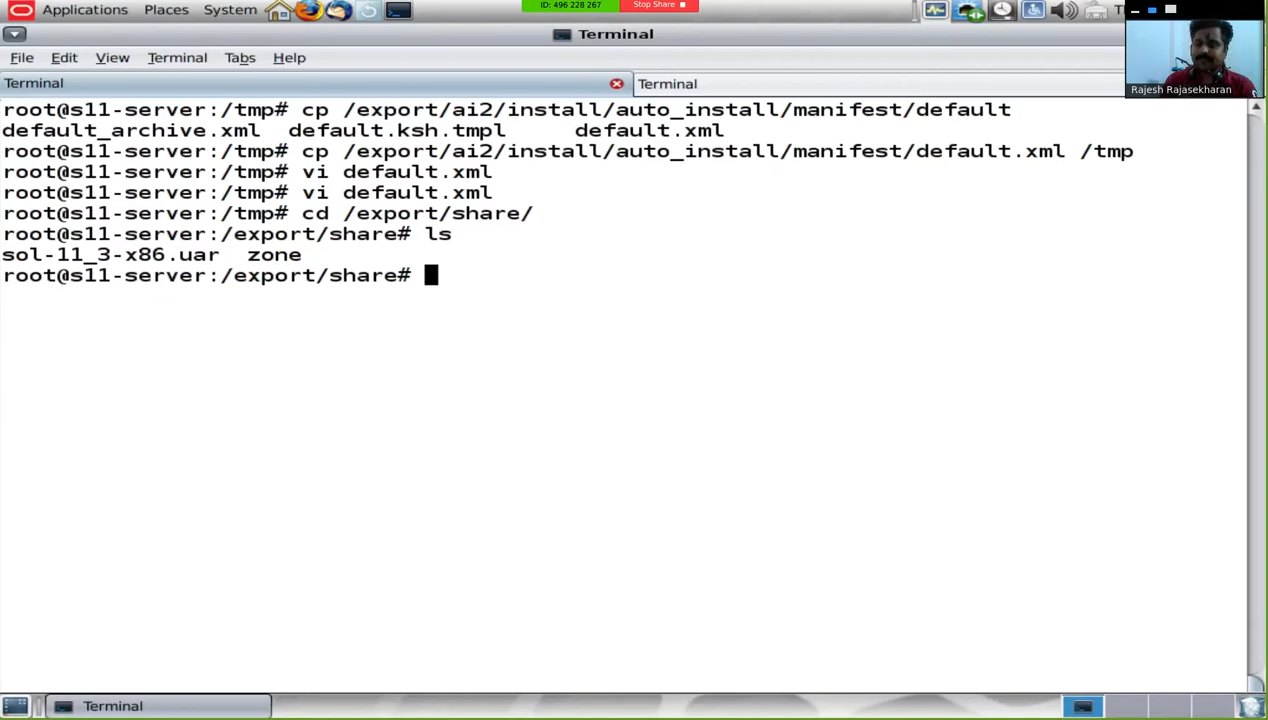 Applications Places System
ID: 496 228 267
Stop Share
Terminal
File Edit View Terminal Tabs Help
Terminal
Terminal
Rajesh Rajasekharan
root@s11-server:/tmp# cp /export/ai2/install/auto_install/manifest/default
default_archive.xml default.ksh.tmpl default.xml
root@s11-server:/tmp# cp /export/ai2/install/auto_install/manifest/default.xml /tmp
root@s11-server:/tmp# vi default.xml
root@s11-server:/tmp# vi default.xml
root@s11-server:/tmp# cd /export/share/
root@s11-server:/export/share# ls
sol-11_3-x86.uar zone
root@s11-server:/export/share#
Terminal